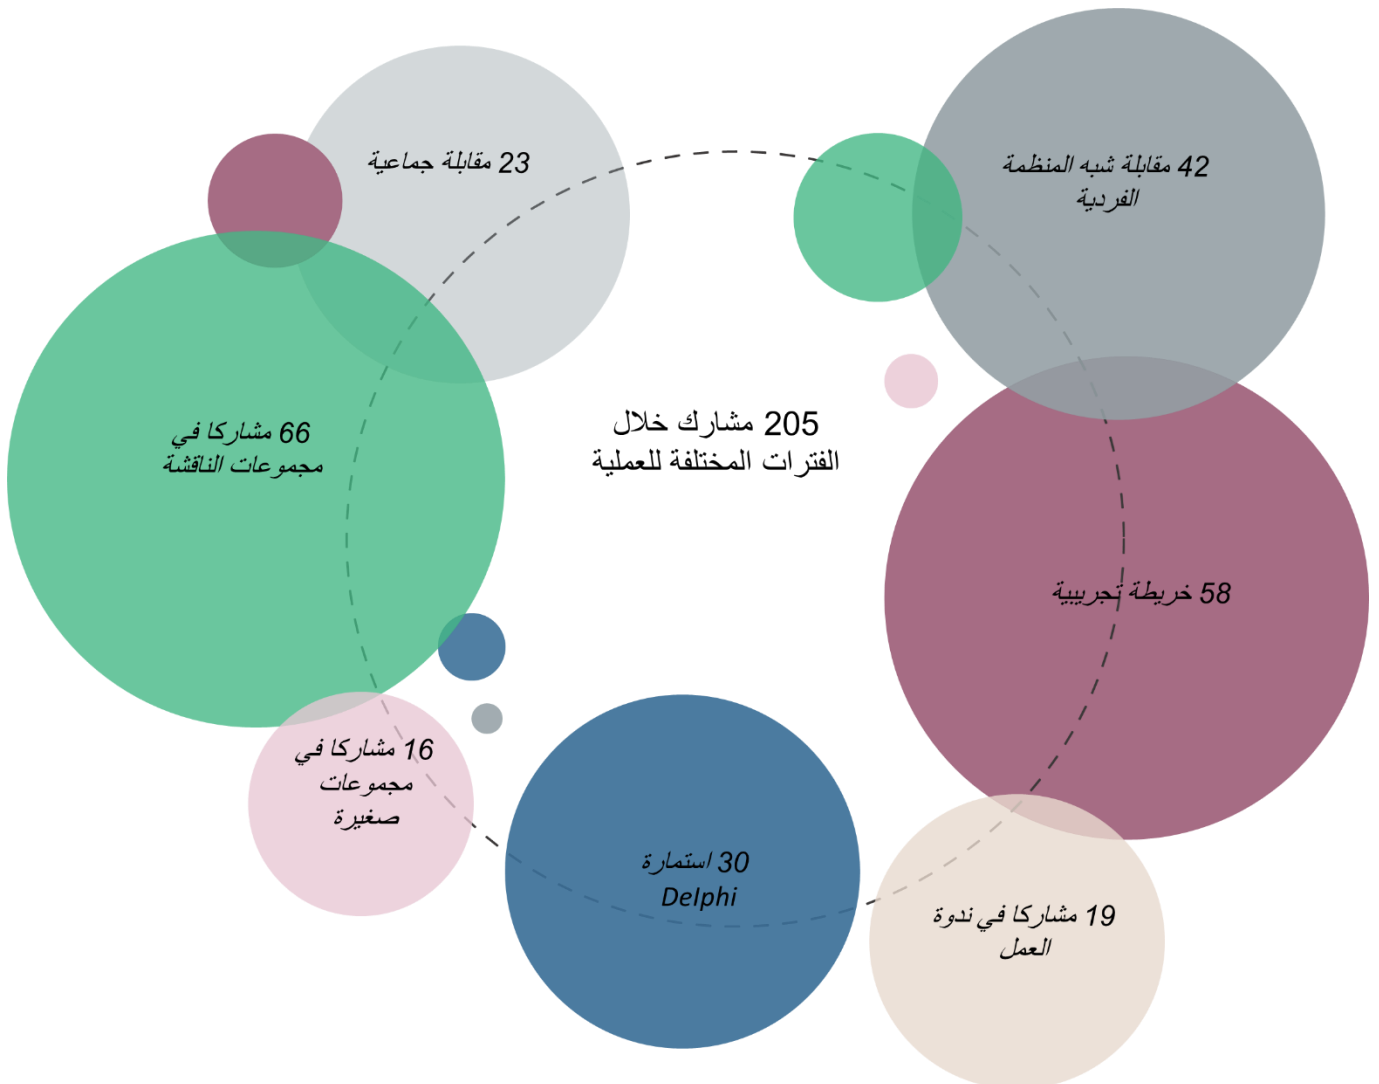 42 مقابلة شبه المنظمة
الفردية
23 مقابلة جماعية
205 مشارك خلال
الفترات المختلفة للعملية
66 مشاركا في
مجموعات الناقشة
58 خريطة تجريبية
16 مشاركا في
مجموعات
صغيرة
30 استمارة
Delphi
19 مشاركا في ندوة
العمل